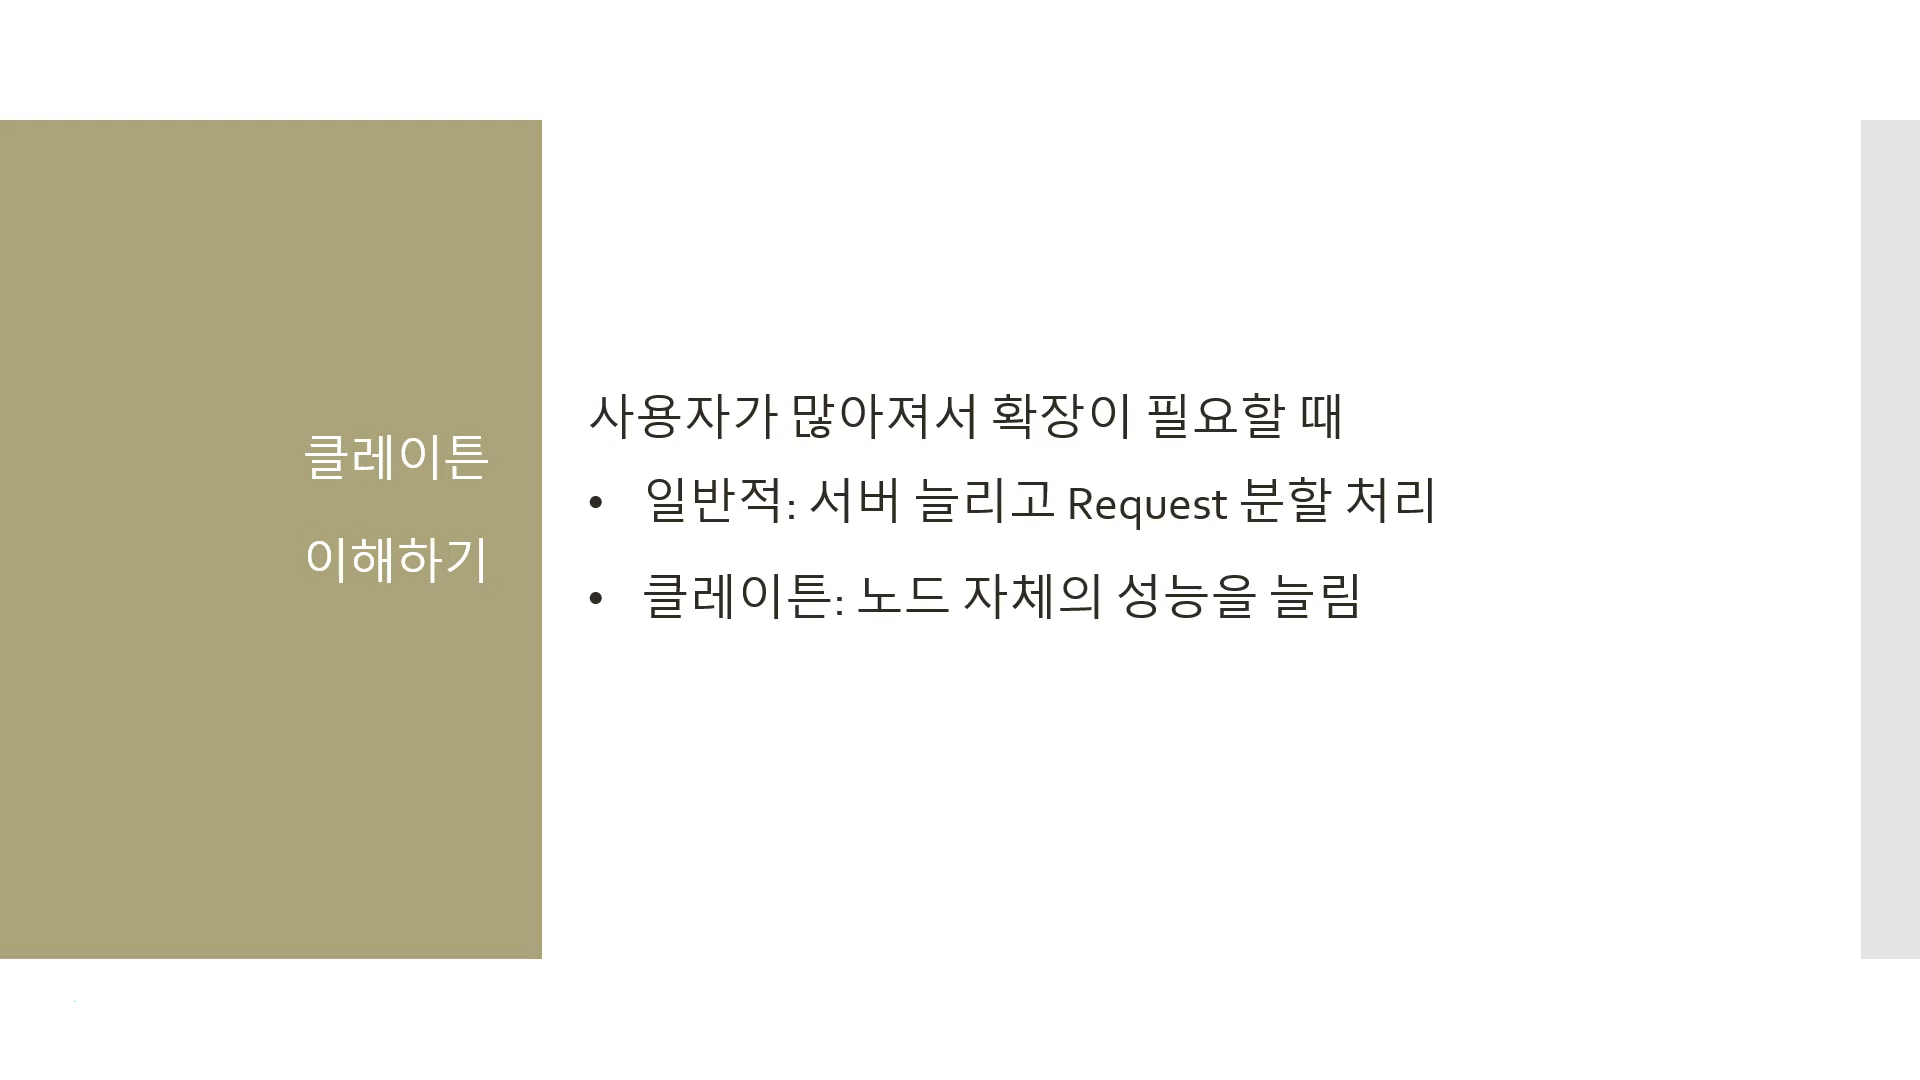 클레이튼
이해하기
사용자가 많아져서 확장이 필요할 때
• 일반적: 서버 늘리고 Request 분할 처리
• 클레이튼: 노드 자체의 성능을 늘림